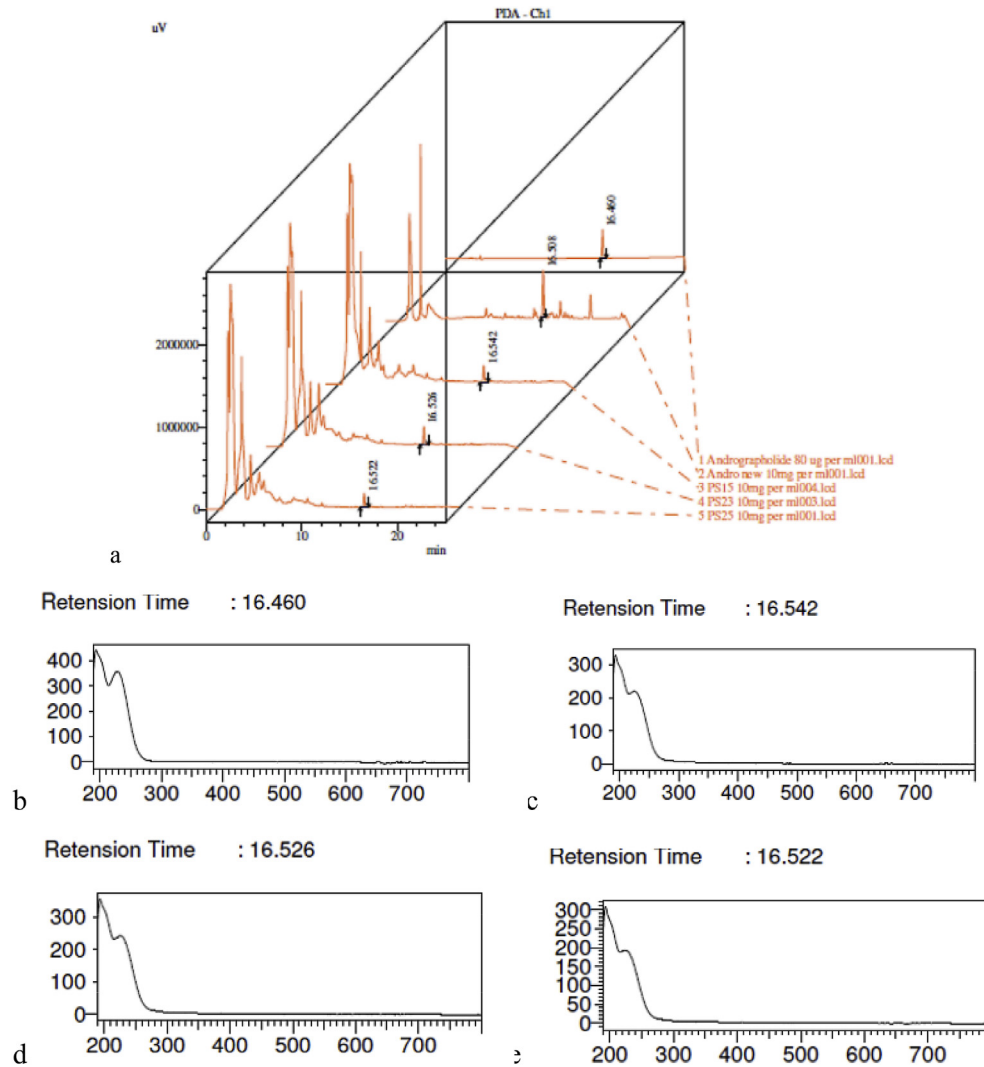 PDA - Ch1
uV
16.460
16.508
16.542
16.526
16.522
2000000
1000000
0
0 10 20
min
1 Andrographolide 80 ug per ml001.lcd
2 Andro new 10mg per ml001.lcd
3 PS15 10mg per ml004.lcd
4 PS23 10mg per ml003.lcd
5 PS25 10mg per ml001.lcd
a
Retension Time : 16.460
400
300
200
100
0
200 300 400 500 600 700
b
Retension Time : 16.542
300
200
100
0
200 300 400 500 600 700
c
Retension Time : 16.526
300
200
100
0
200 300 400 500 600 700
d
Retension Time : 16.522
300
250
200
150
100
50
0
200 300 400 500 600 700
e